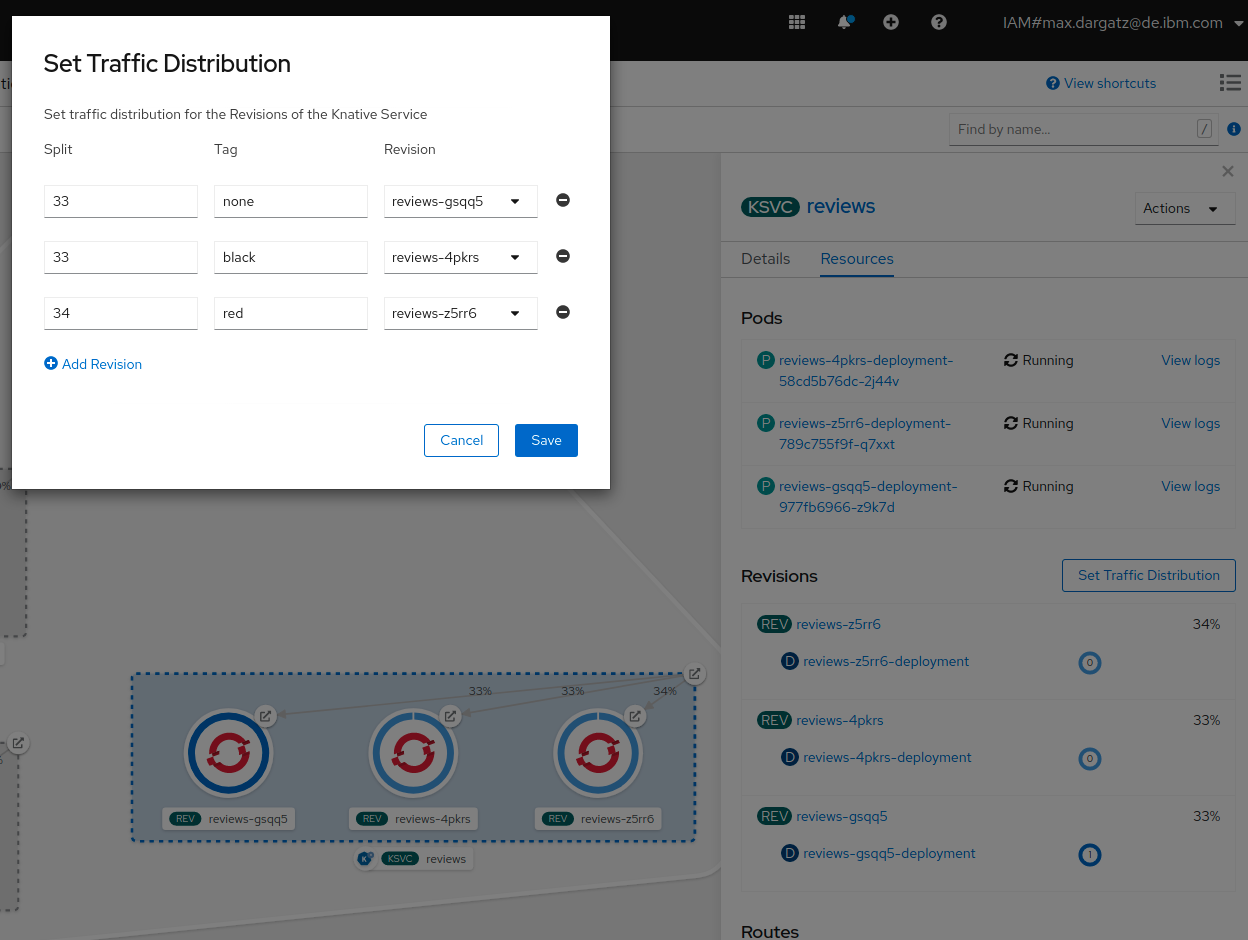 IAM#max.dargatz@de.ibm.com
View shortcuts
Find by name...
/
Set Traffic Distribution
Set traffic distribution for the Revisions of the Knative Service
Split Tag Revision
33 none reviews-gsqq5
33 black reviews-4pkrs
34 red reviews-z5rr6
Add Revision
Cancel Save
KSVC reviews
Actions
Details Resources
Pods
P reviews-4pkrs-deployment-
58cd5b76dc-2j44v
Running
View logs
P reviews-z5rr6-deployment-
789c755f9f-q7xxt
Running
View logs
P reviews-gsqq5-deployment-
977fb6966-z9k7d
Running
View logs
Revisions
Set Traffic Distribution
REV reviews-z5rr6 34%
D reviews-z5rr6-deployment 0
REV reviews-4pkrs 33%
D reviews-4pkrs-deployment 0
REV reviews-gsqq5 33%
D reviews-gsqq5-deployment 1
Routes
33% 33% 34%
REV reviews-gsqq5
REV reviews-4pkrs
REV reviews-z5rr6
KSVC reviews